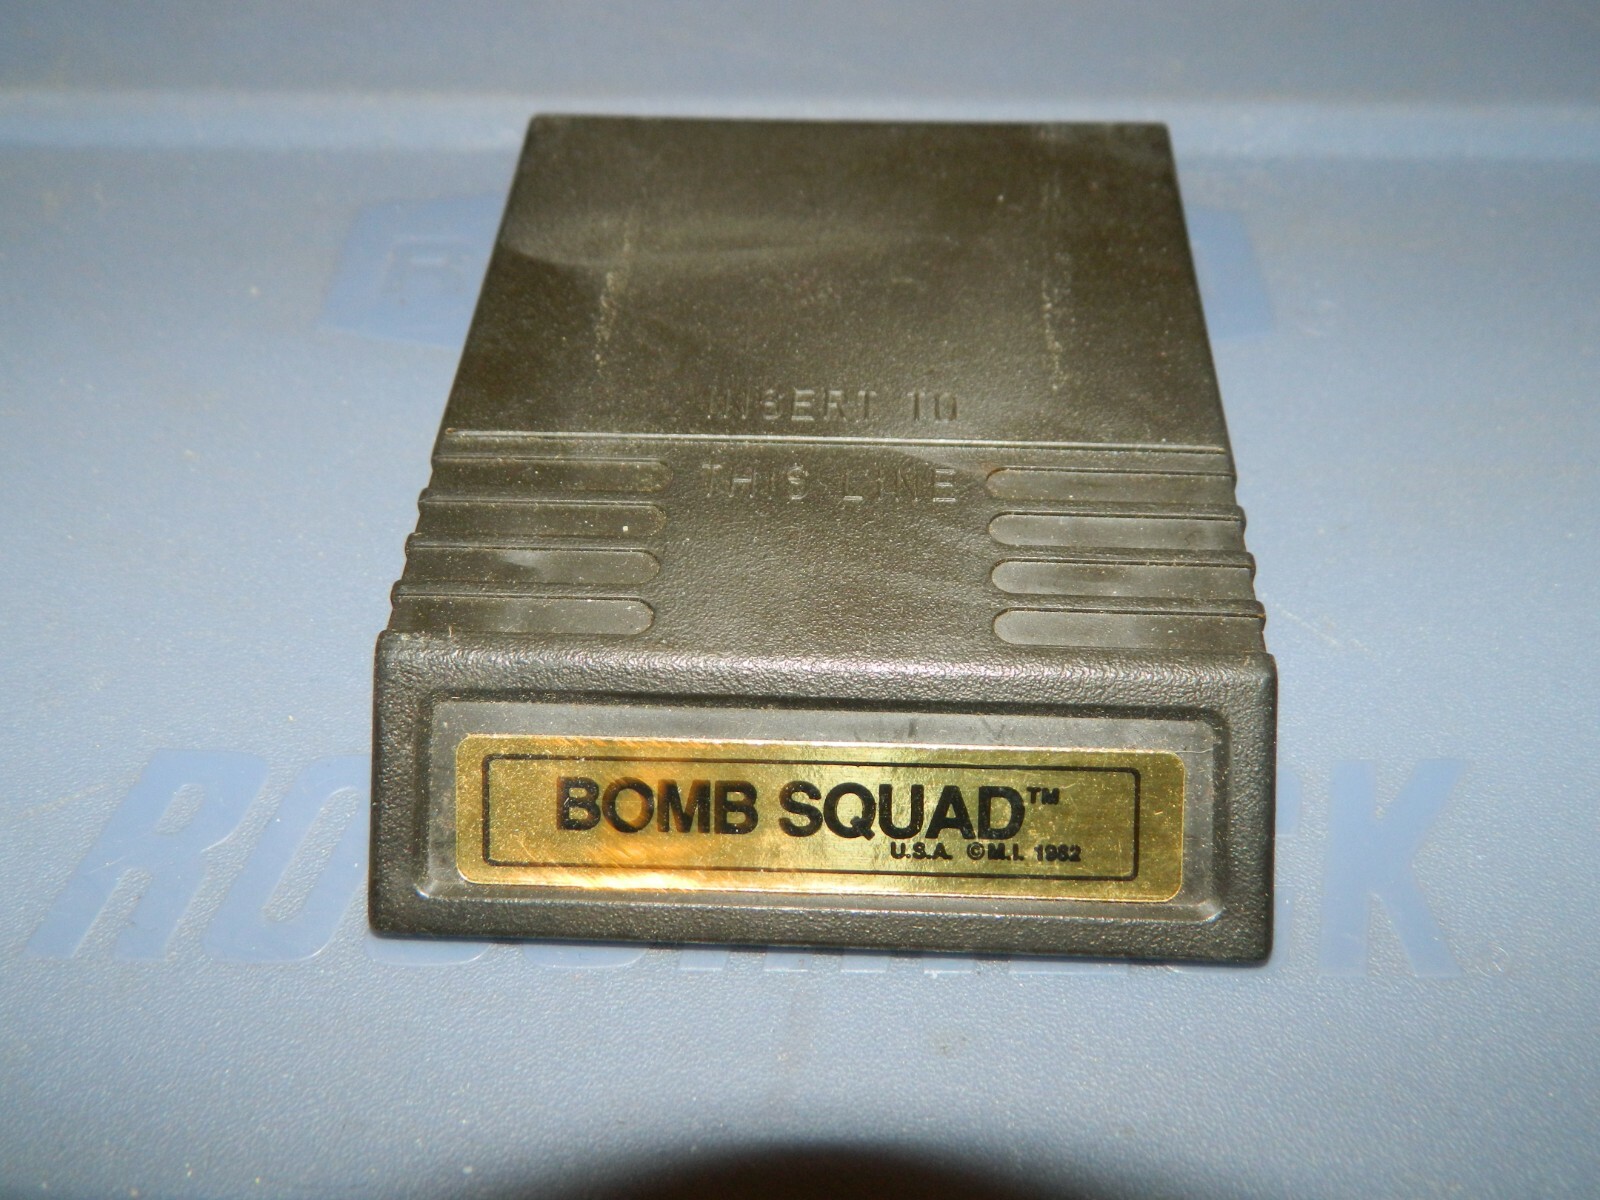 INSERT TO
THIS LINE
BOMB SQUAD™
U.S.A. ©M.I. 1982